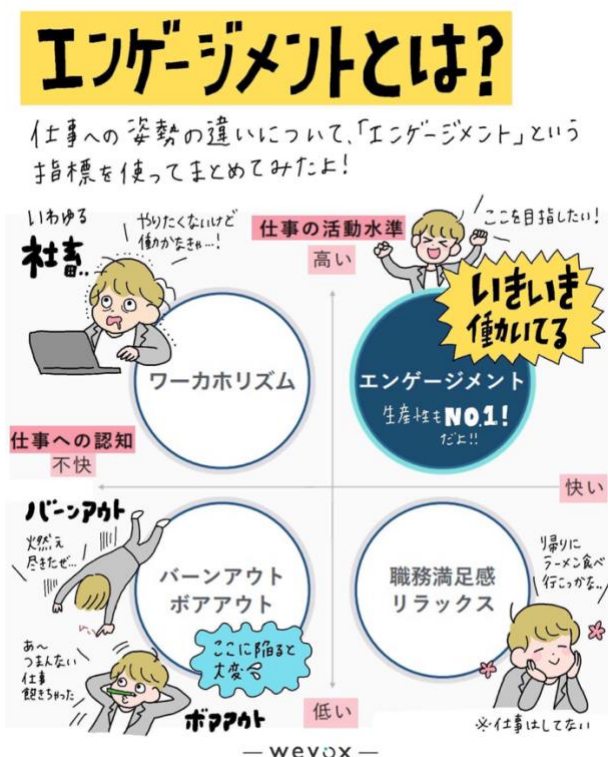 エンゲージメントとは?
仕事への姿勢の違いについて、「エンゲージメント」という
指標を使ってまとめてみたよ!
いわゆる
社畜..
やりたくないけど
働かなきゃ…!
仕事の活動水準
高い
ここを目指したい!
いきいき
働いてる
ワーカホリズム
エンゲージメント
生産性もNO.1!
だよ!!
仕事への認知
不快
快い
バーンアウト
燃え
尽きたぜ…
バーンアウト
ボアアウト
職務満足感
リラックス
帰りに
ラーメン食べ
行こっかな..
あ〜
つまんない
仕事
飽きちゃった
ここに陥ると
大変
ボアアウト
低い
※仕事はしてない
— wevox —